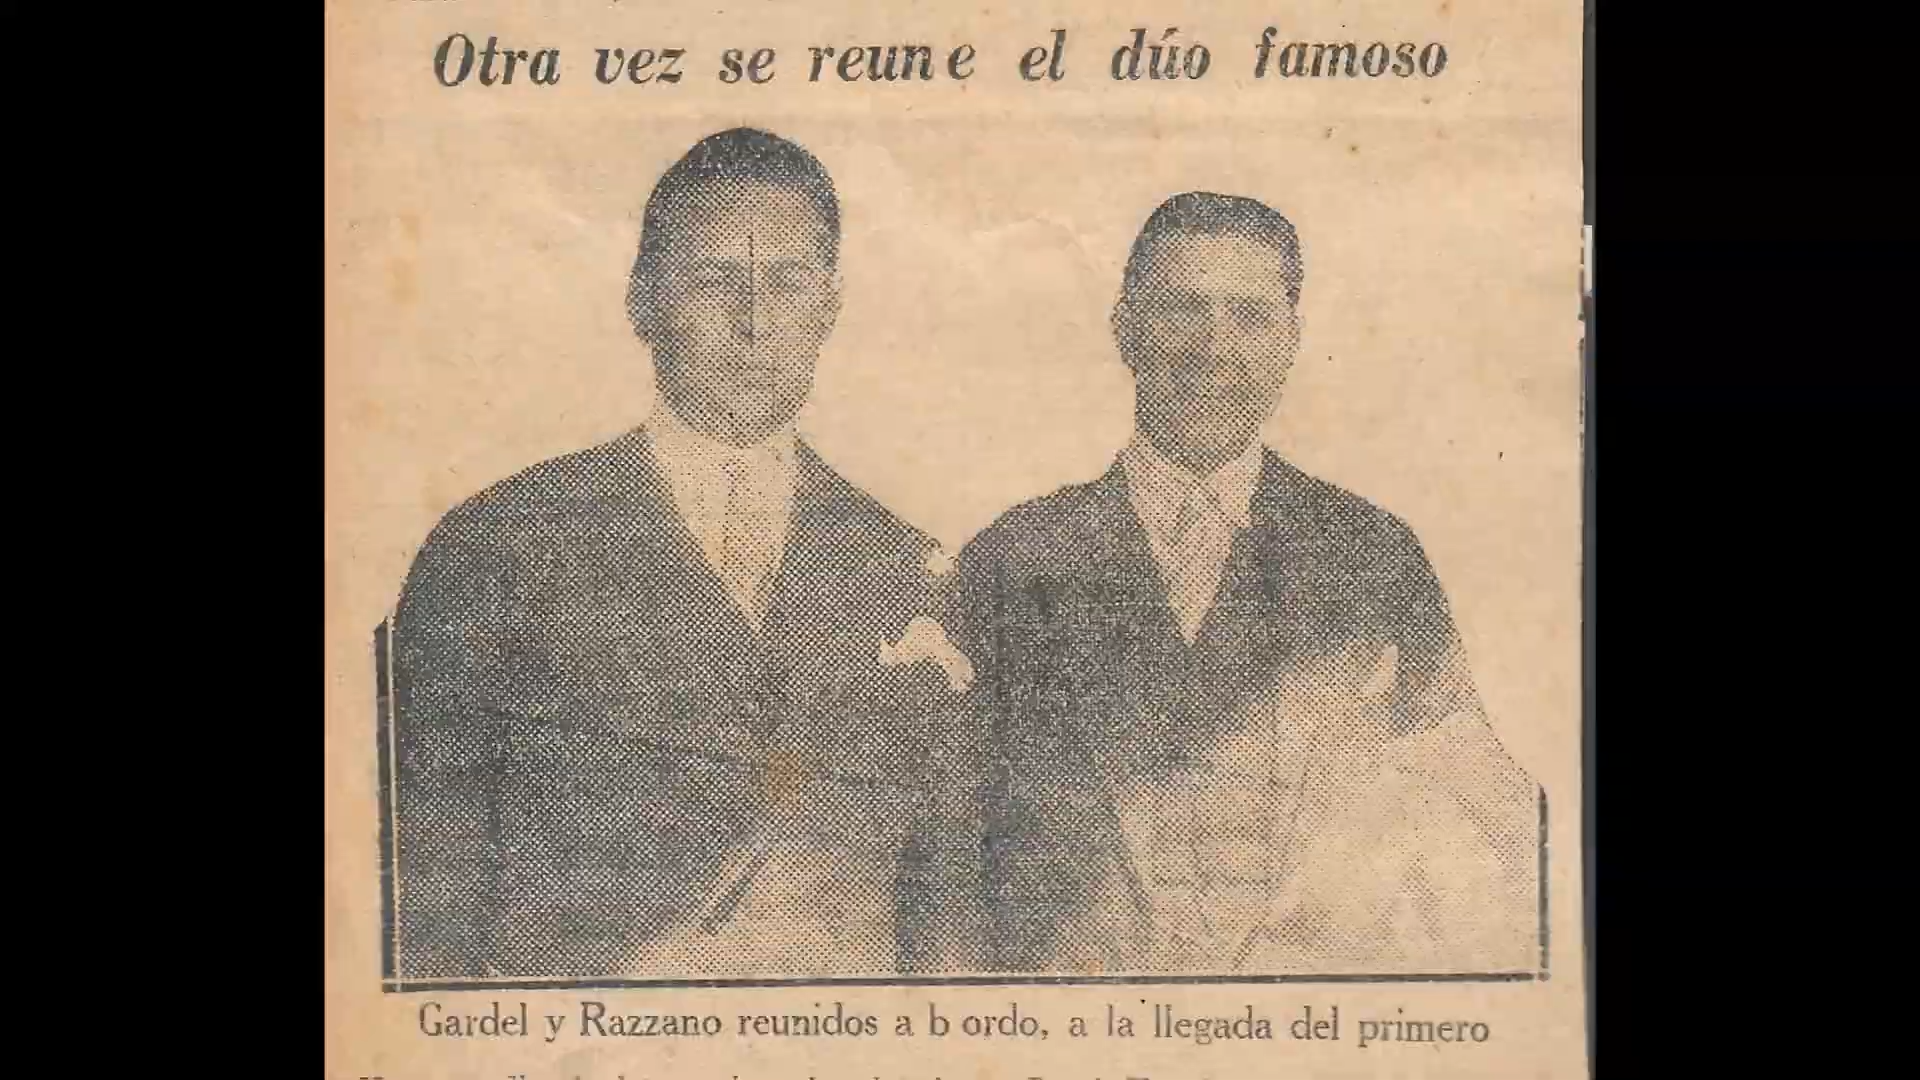 Otra vez se reune el dúo famoso
Gardel y Razzano reunidos a b ordo, a la llegada del primero